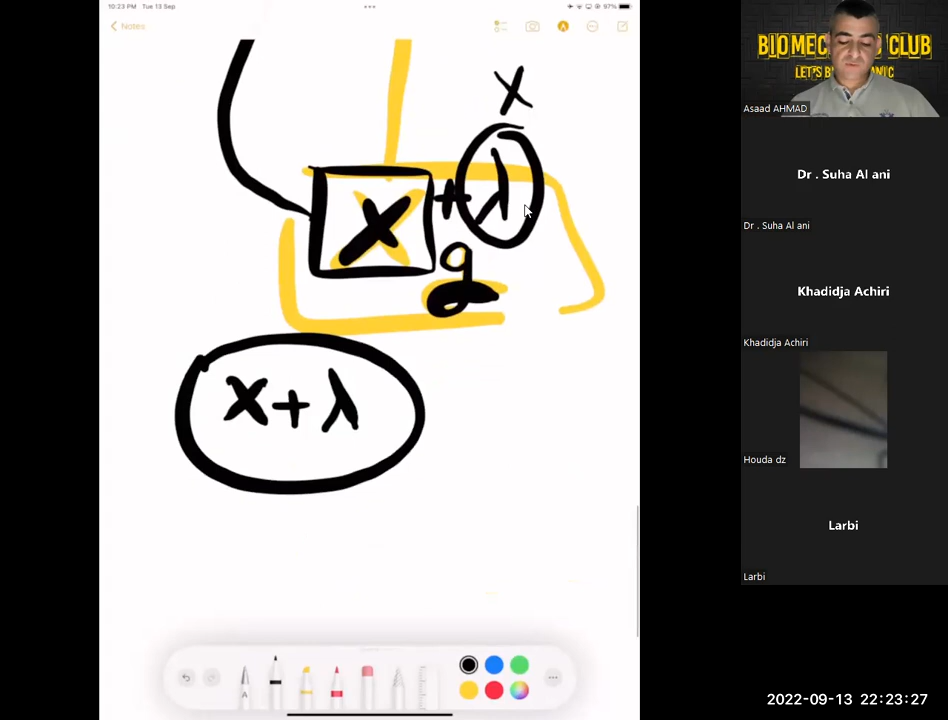 10:23 PM Tue 13 Sep
97%
Notes
x
x + λ
g
x + λ
A
BIOMEC CLUB
LET'S B ANIC
Asaad AHMAD
Dr . Suha Al ani
Dr . Suha Al ani
Khadidja Achiri
Khadidja Achiri
Houda dz
Larbi
Larbi
2022-09-13 22:23:27